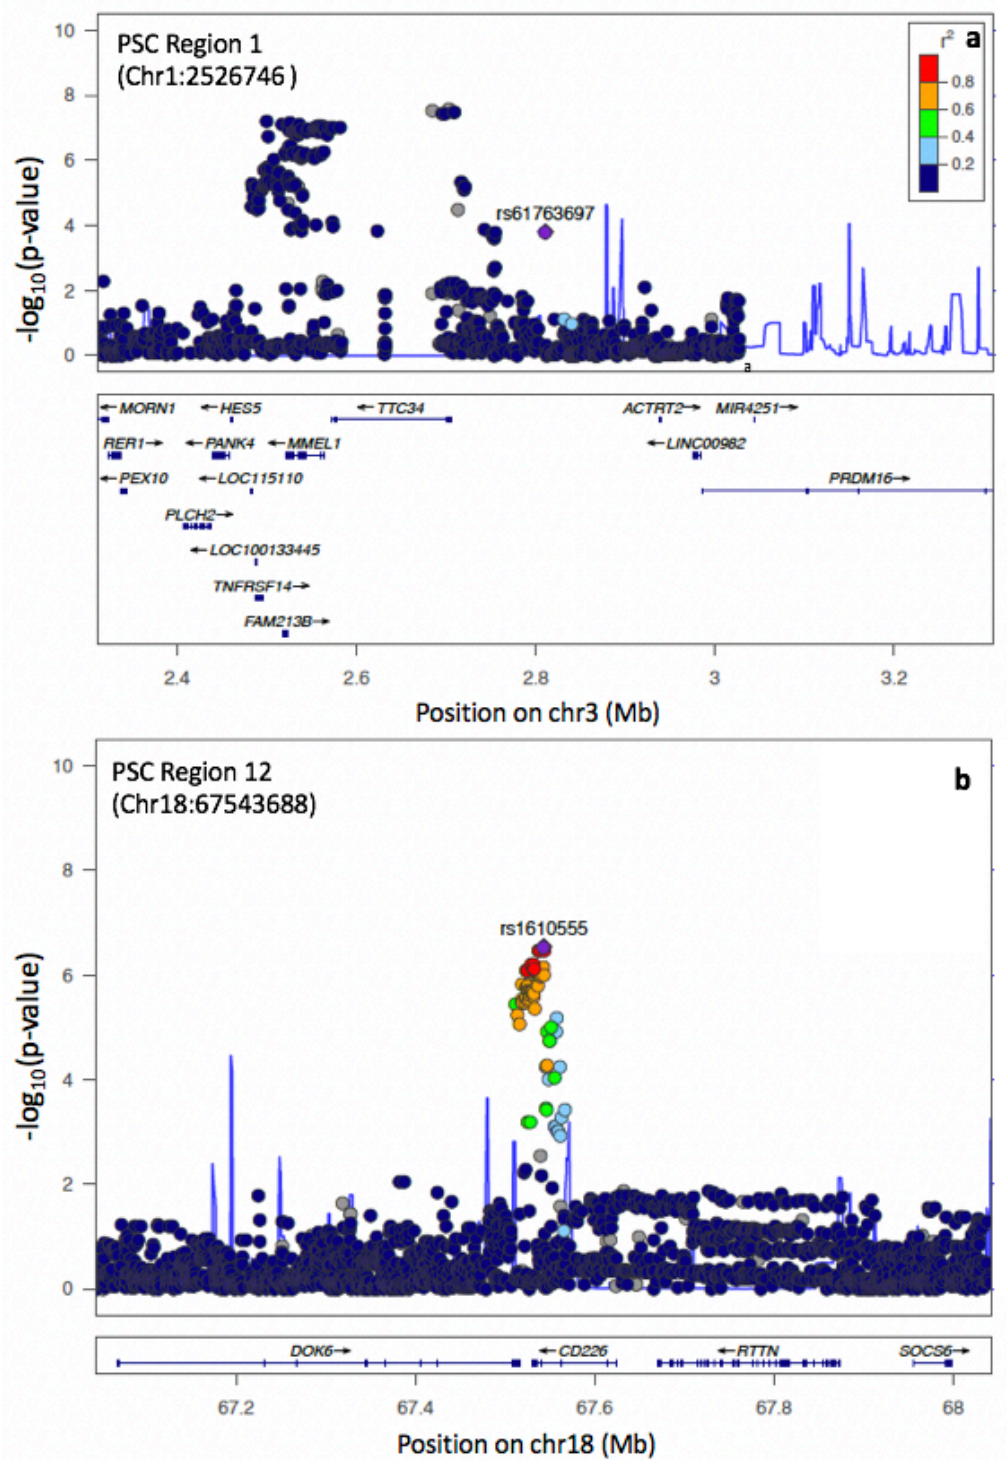 PSC Region 1
(Chr1:2526746 )
a
r2
0.8
0.6
0.4
0.2
10
8
6
4
2
0
-log10(p-value)
rs61763697
a
←MORN1 ←HES5 ←TTC34 ACTRT2→ MIR4251→
RER1→ ←PANK4 ←MMEL1 ←LINC00982
←PEX10 ←LOC115110 PRDM16→
PLCH2→
←LOC100133445
TNFRSF14→
FAM213B→
2.4 2.6 2.8 3 3.2
Position on chr3 (Mb)
PSC Region 12
(Chr18:67543688)
b
10
8
6
4
2
0
-log10(p-value)
rs1610555
DOK6→ ←CD226 ←RTTN SOCS6→
67.2 67.4 67.6 67.8 68
Position on chr18 (Mb)